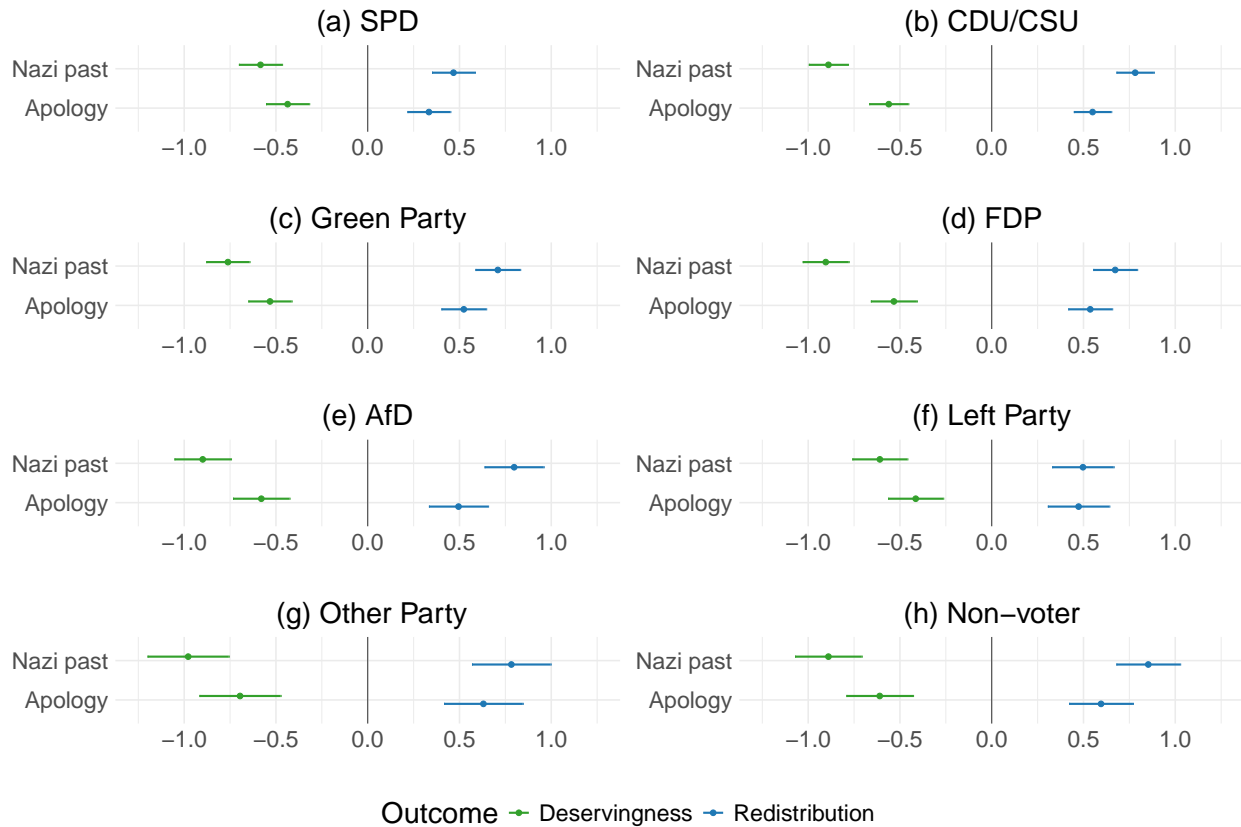 (a) SPD
Nazi past
Apology
−1.0 −0.5 0.0 0.5 1.0
(b) CDU/CSU
Nazi past
Apology
−1.0 −0.5 0.0 0.5 1.0
(c) Green Party
Nazi past
Apology
−1.0 −0.5 0.0 0.5 1.0
(d) FDP
Nazi past
Apology
−1.0 −0.5 0.0 0.5 1.0
(e) AfD
Nazi past
Apology
−1.0 −0.5 0.0 0.5 1.0
(f) Left Party
Nazi past
Apology
−1.0 −0.5 0.0 0.5 1.0
(g) Other Party
Nazi past
Apology
−1.0 −0.5 0.0 0.5 1.0
(h) Non−voter
Nazi past
Apology
−1.0 −0.5 0.0 0.5 1.0
Outcome Deservingness Redistribution